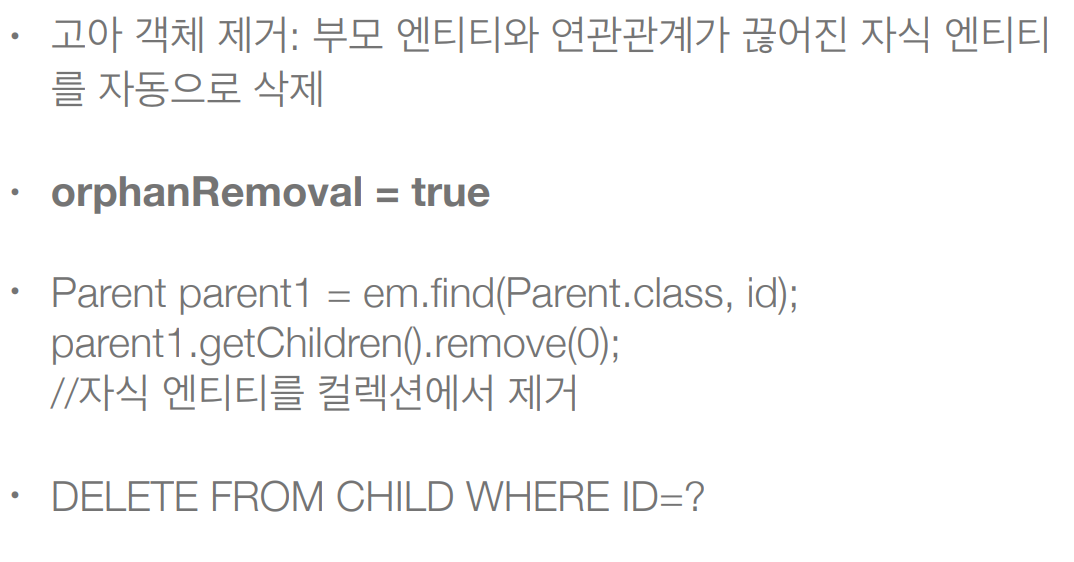 • 고아 객체 제거: 부모 엔티티와 연관관계가 끊어진 자식 엔티티
를 자동으로 삭제
• orphanRemoval = true
• Parent parent1 = em.find(Parent.class, id);
parent1.getChildren().remove(0);
//자식 엔티티를 컬렉션에서 제거
• DELETE FROM CHILD WHERE ID=?